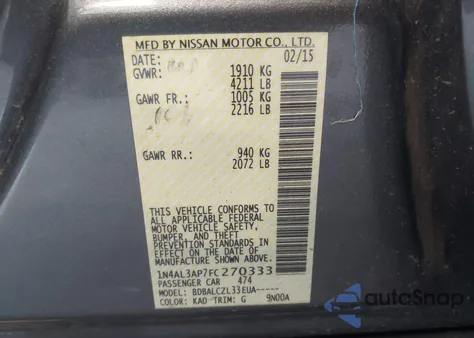 MFD BY NISSAN MOTOR CO., LTD.
DATE: 02/15
GVWR: 1910 KG
4211 LB
GAWR FR: 1005 KG
2216 LB
GAWR RR: 940 KG
2072 LB
THIS VEHICLE CONFORMS TO
ALL APPLICABLE FEDERAL
MOTOR VEHICLE SAFETY,
BUMPER, AND THEFT
PREVENTION STANDARDS
IN EFFECT ON THE DATE OF
MANUFACTURE SHOWN ABOVE.
1N4AL3AP7FC270333
PASSENGER CAR 474
MODEL: BDBALCZL33EUA-----
COLOR: KAD TRIM: G 9N00A
AutoSnap